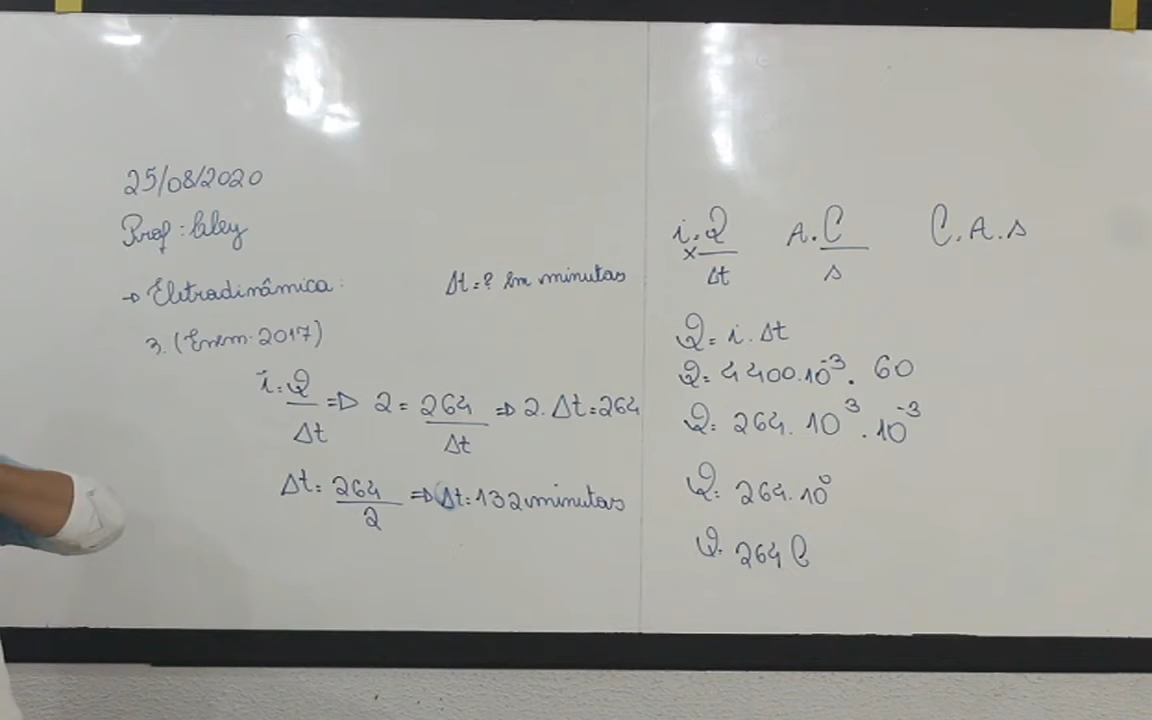 25/08/2020
Prof:
→ Eletrodinâmica:
Δt = ? em minutos
3. (Enem-2017)
i = Q/Δt ⇒ 2 = 264/Δt ⇒ 2.Δt = 264
Δt = 264/2 ⇒ Δt = 132 minutos
i = Q/Δt A = C/s C = A.s
Q = i.Δt
Q = 4400.10⁻³. 60
Q = 264.10³.10⁻³
Q = 264.10⁰
Q = 264 C